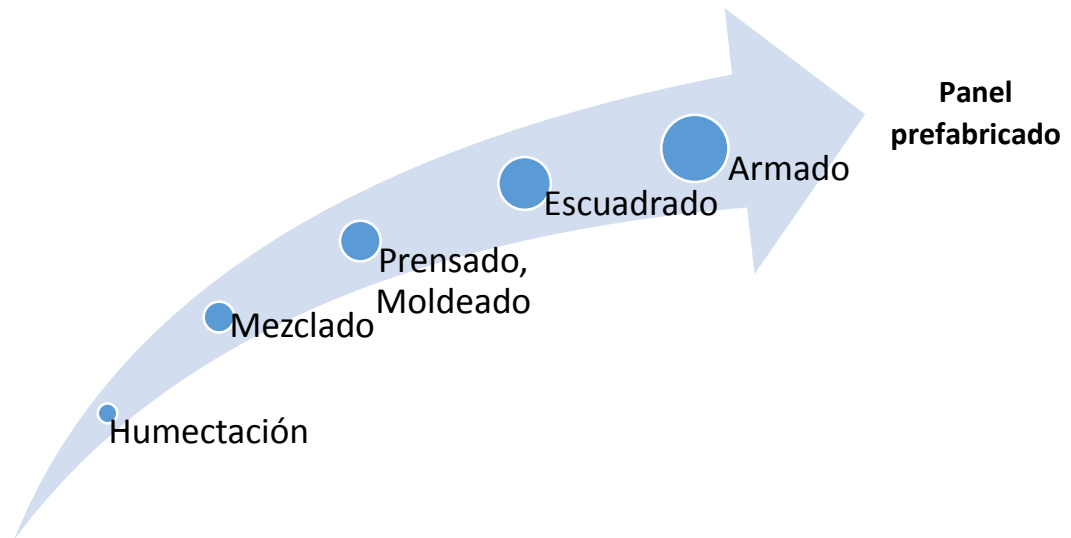 Humectación
Mezclado
Prensado,
Moldeado
Escuadrado
Armado
Panel
prefabricado